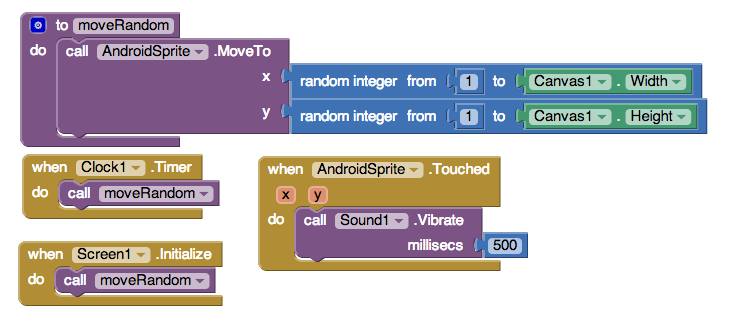 to moveRandom
do call AndroidSprite .MoveTo
x random integer from 1 to Canvas1 . Width
y random integer from 1 to Canvas1 . Height
when Clock1 .Timer
do call moveRandom
when Screen1 .Initialize
do call moveRandom
when AndroidSprite .Touched
x y
do call Sound1 .Vibrate
millisecs 500